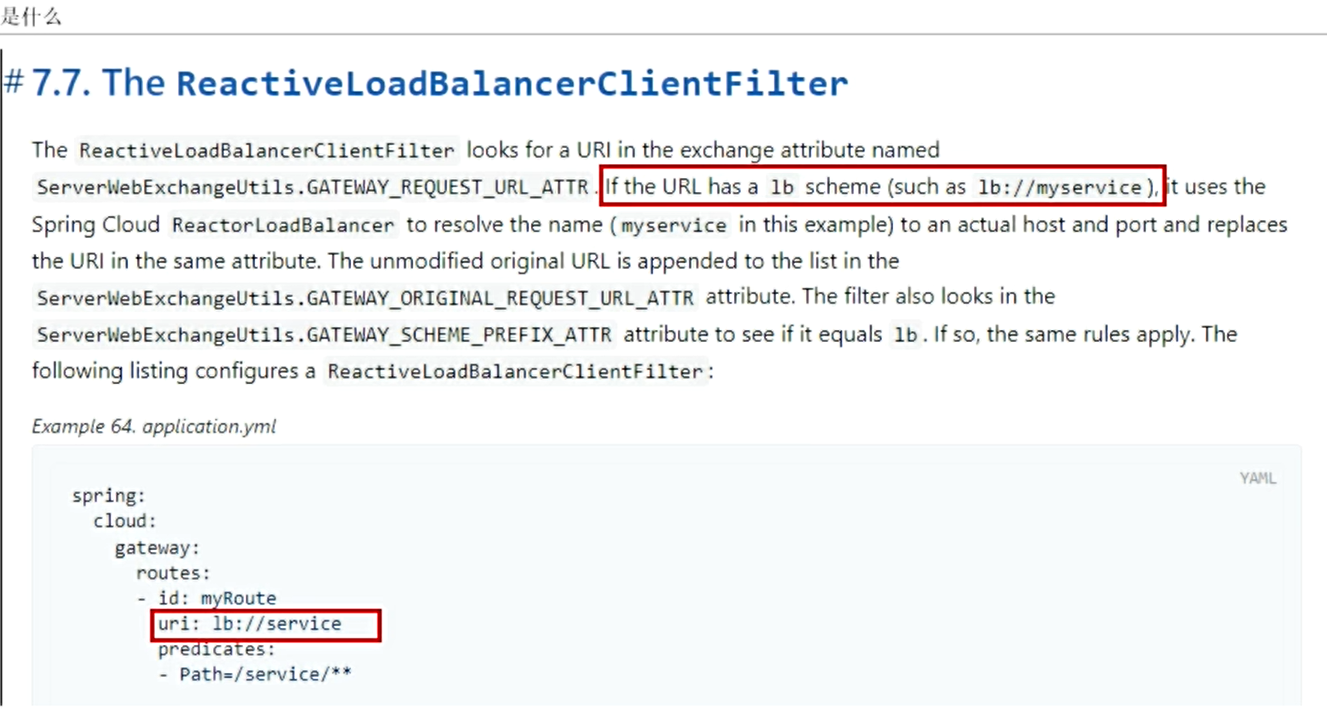 是什么
# 7.7. The ReactiveLoadBalancerClientFilter
The ReactiveLoadBalancerClientFilter looks for a URI in the exchange attribute named
ServerWebExchangeUtils.GATEWAY_REQUEST_URL_ATTR. If the URL has a lb scheme (such as lb://myservice), it uses the
Spring Cloud ReactorLoadBalancer to resolve the name (myservice in this example) to an actual host and port and replaces
the URI in the same attribute. The unmodified original URL is appended to the list in the
ServerWebExchangeUtils.GATEWAY_ORIGINAL_REQUEST_URL_ATTR attribute. The filter also looks in the
ServerWebExchangeUtils.GATEWAY_SCHEME_PREFIX_ATTR attribute to see if it equals lb. If so, the same rules apply. The
following listing configures a ReactiveLoadBalancerClientFilter:
Example 64. application.yml
YAML
spring:
  cloud:
    gateway:
      routes:
      - id: myRoute
        uri: lb://service
        predicates:
        - Path=/service/**